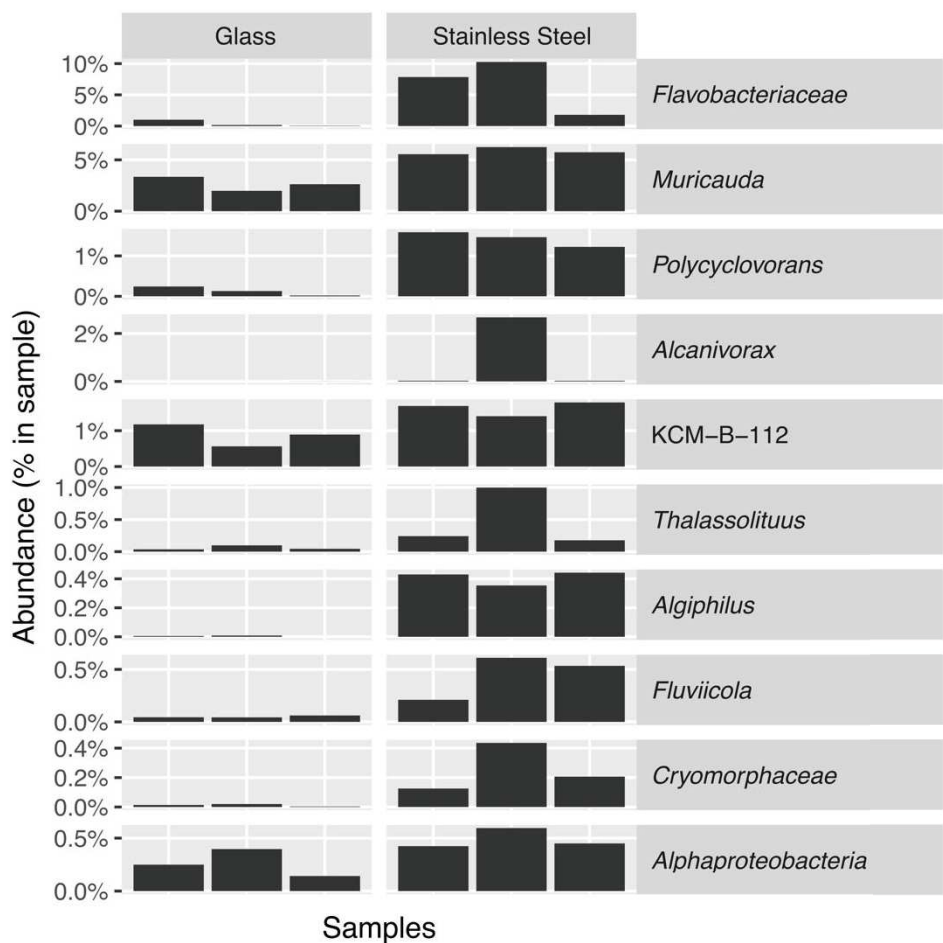 Glass
Stainless Steel
10%
5%
0%
Flavobacteriaceae
5%
0%
Muricauda
1%
0%
Polycyclovorans
2%
0%
Alcanivorax
1%
0%
KCM−B−112
1.0%
0.5%
0.0%
Thalassolituus
0.4%
0.2%
0.0%
Algiphilus
0.5%
0.0%
Fluviicola
0.4%
0.2%
0.0%
Cryomorphaceae
0.5%
0.0%
Alphaproteobacteria
Abundance (% in sample)
Samples